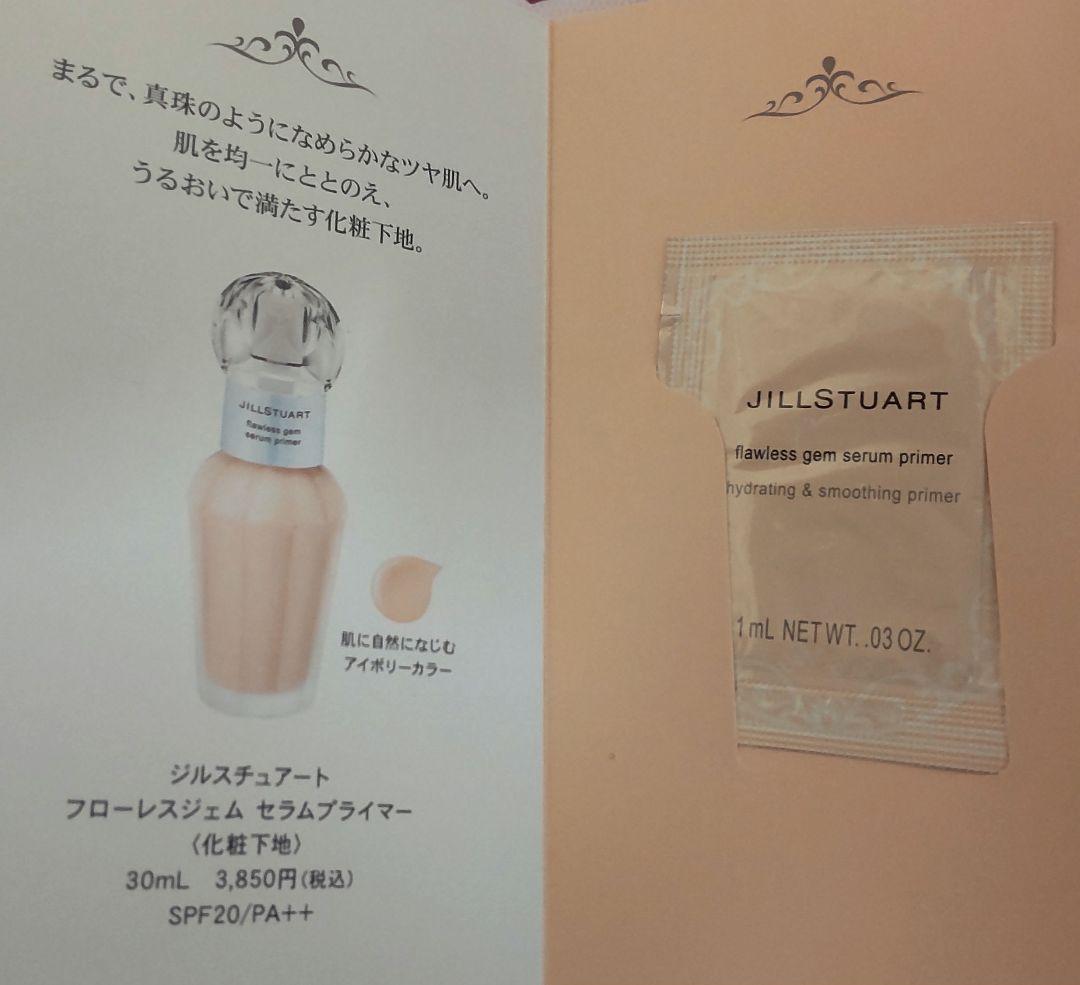 まるで、真珠のようになめらかなツヤ肌へ。
肌を均一にととのえ、
うるおいで満たす化粧下地。
JILLSTUART
flawless gem
serum primer
肌に自然になじむ
アイボリーカラー
ジルスチュアート
フローレスジェム セラムプライマー
〈化粧下地〉
30mL 3,850円(税込)
SPF20/PA++
JILLSTUART
flawless gem serum primer
hydrating & smoothing primer
1 mL NET WT. .03 OZ.